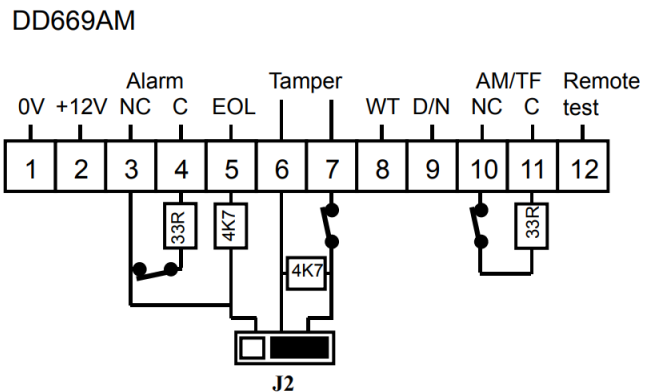 DD669AM
Alarm Tamper AM/TF Remote
0V +12V NC C EOL WT D/N NC C test
1 2 3 4 5 6 7 8 9 10 11 12
33R 4K7 33R
4K7
J2